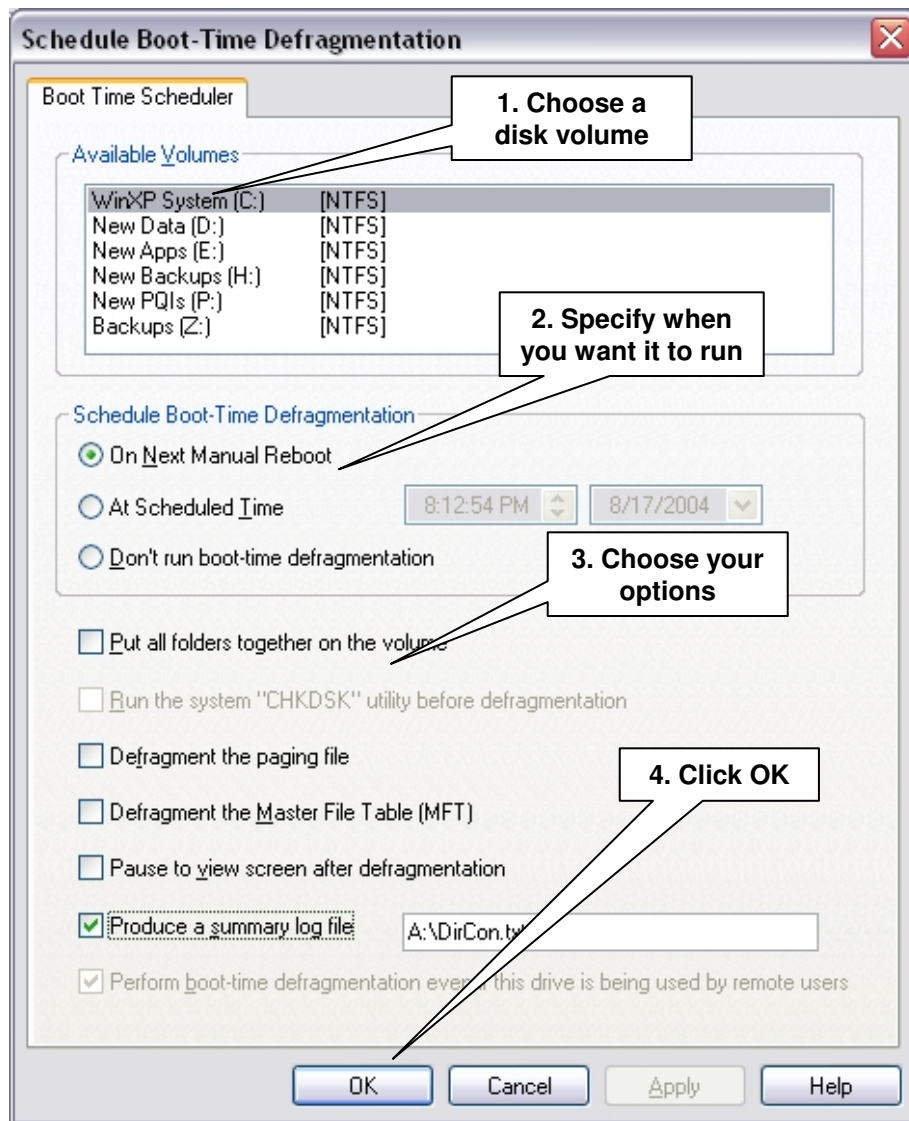 Schedule Boot-Time Defragmentation
Boot Time Scheduler
1. Choose a
disk volume
Available Volumes
WinXP System (C:) [NTFS]
New Data (D:) [NTFS]
New Apps (E:) [NTFS]
New Backups (H:) [NTFS]
New PQIs (P:) [NTFS]
Backups (Z:) [NTFS]
2. Specify when
you want it to run
Schedule Boot-Time Defragmentation
On Next Manual Reboot
At Scheduled Time 8:12:54 PM 8/17/2004
Don't run boot-time defragmentation
3. Choose your
options
Put all folders together on the volume
Run the system "CHKDSK" utility before defragmentation
Defragment the paging file
4. Click OK
Defragment the Master File Table (MFT)
Pause to view screen after defragmentation
Produce a summary log file A:\DirCon.txt
Perform boot-time defragmentation even if this drive is being used by remote users
OK Cancel Apply Help